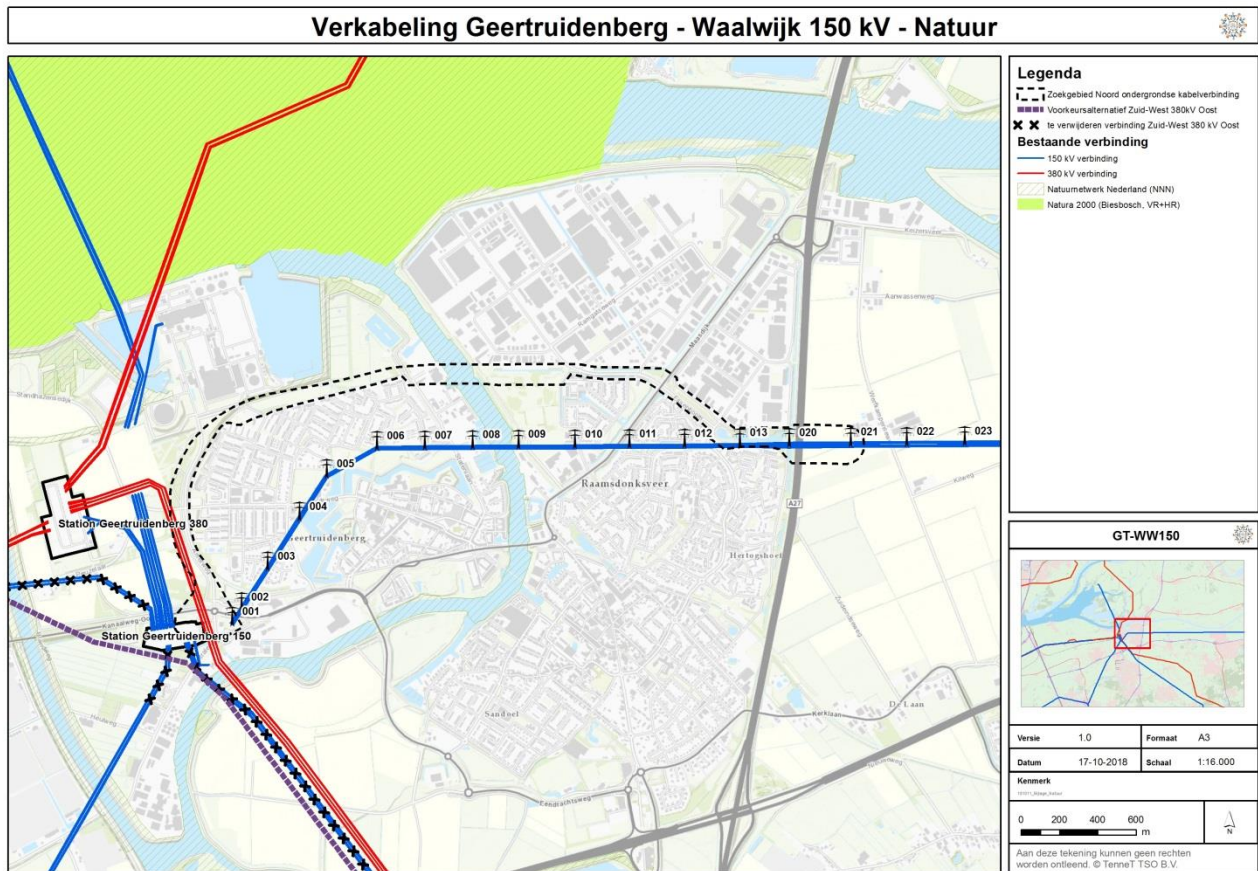 Verkabeling Geertruidenberg - Waalwijk 150 kV - Natuur
Legenda
Zoekgebied Noord ondergrondse kabelverbinding
Voorkeursalternatief Zuid-West 380kV Oost
te verwijderen verbinding Zuid-West 380 kV Oost
Bestaande verbinding
150 kV verbinding
380 kV verbinding
Natuurnetwerk Nederland (NNN)
Natura 2000 (Biesbosch, VR+HR)
Maasdijk
Aanwassenweg
Standhazensedijk
006
007
008
009
010
011
012
013
020
021
022
023
005
004
003
002
001
Raamsdonksveer
A27
Station Geertruidenberg 380
Geertruidenberg
Hertogshoef
Station Geertruidenberg 150
Sandoel
Kerklaan
De Laan
Eendrachtsweg
GT-WW150
Versie 1.0
Formaat A3
Datum 17-10-2018
Schaal 1:16.000
Kenmerk
0 200 400 600
m
N
Aan deze tekening kunnen geen rechten
worden ontleend. © TenneT TSO B.V.